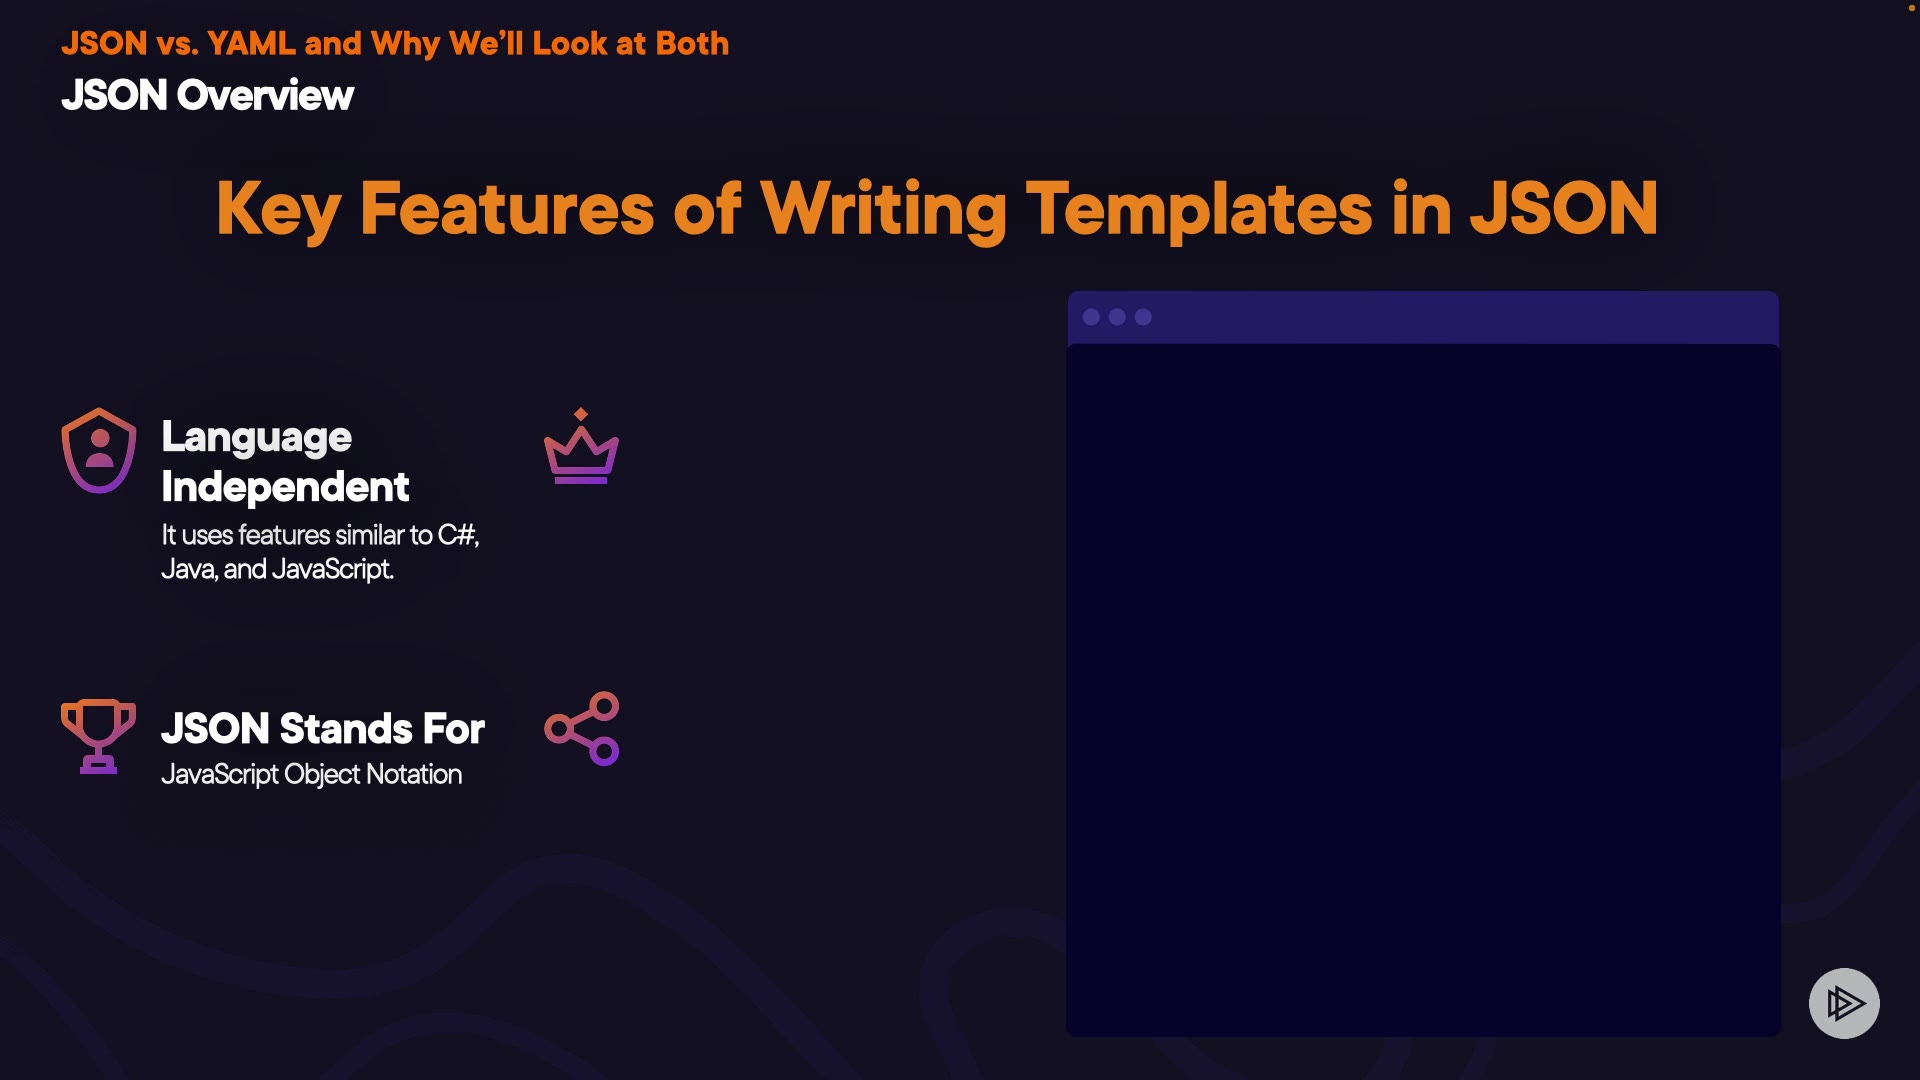 JSON vs. YAML and Why We’ll Look at Both
JSON Overview
Key Features of Writing Templates in JSON
Language
Independent
It uses features similar to C#,
Java, and JavaScript.
JSON Stands For
JavaScript Object Notation